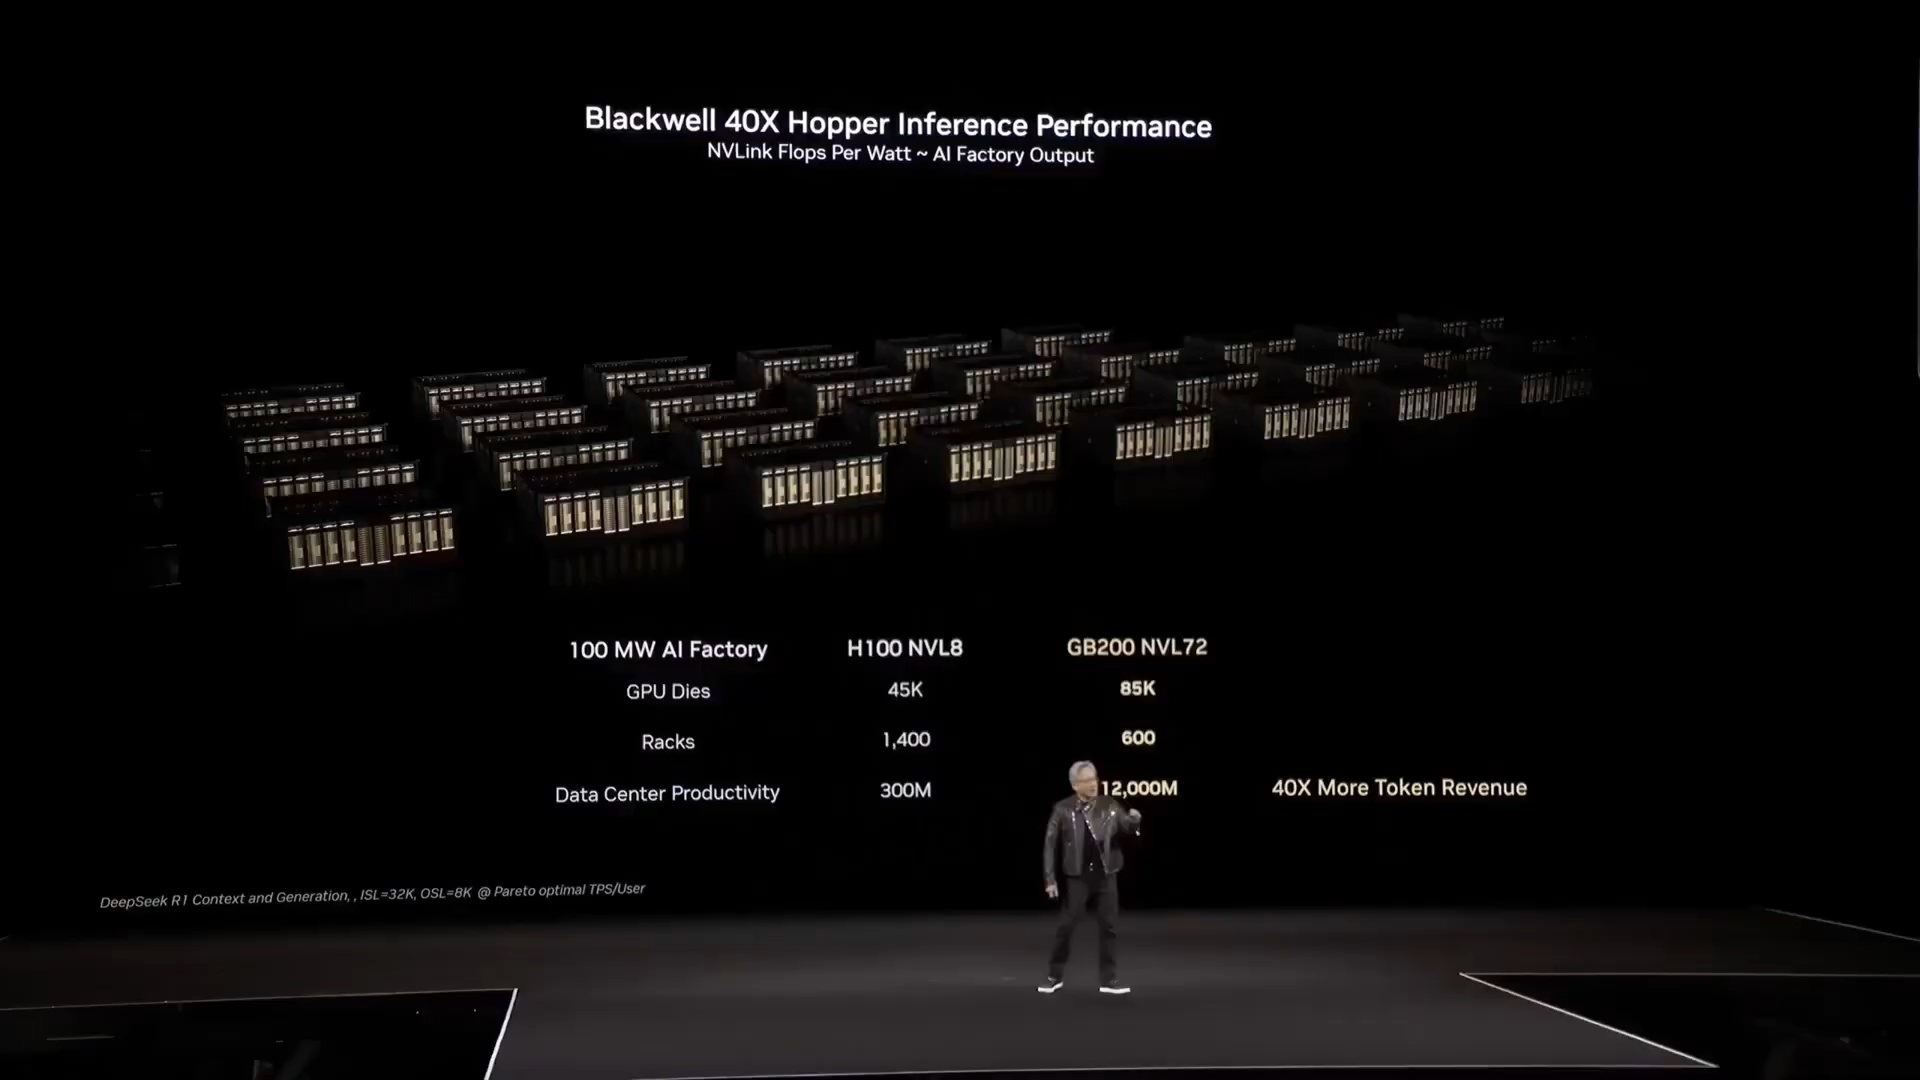 Blackwell 40X Hopper Inference Performance
NVLink Flops Per Watt ~ AI Factory Output
100 MW AI Factory H100 NVL8 GB200 NVL72
GPU Dies 45K 85K
Racks 1,400 600
Data Center Productivity 300M 12,000M 40X More Token Revenue
DeepSeek R1 Context and Generation, , ISL=32K, OSL=8K @ Pareto optimal TPS/User